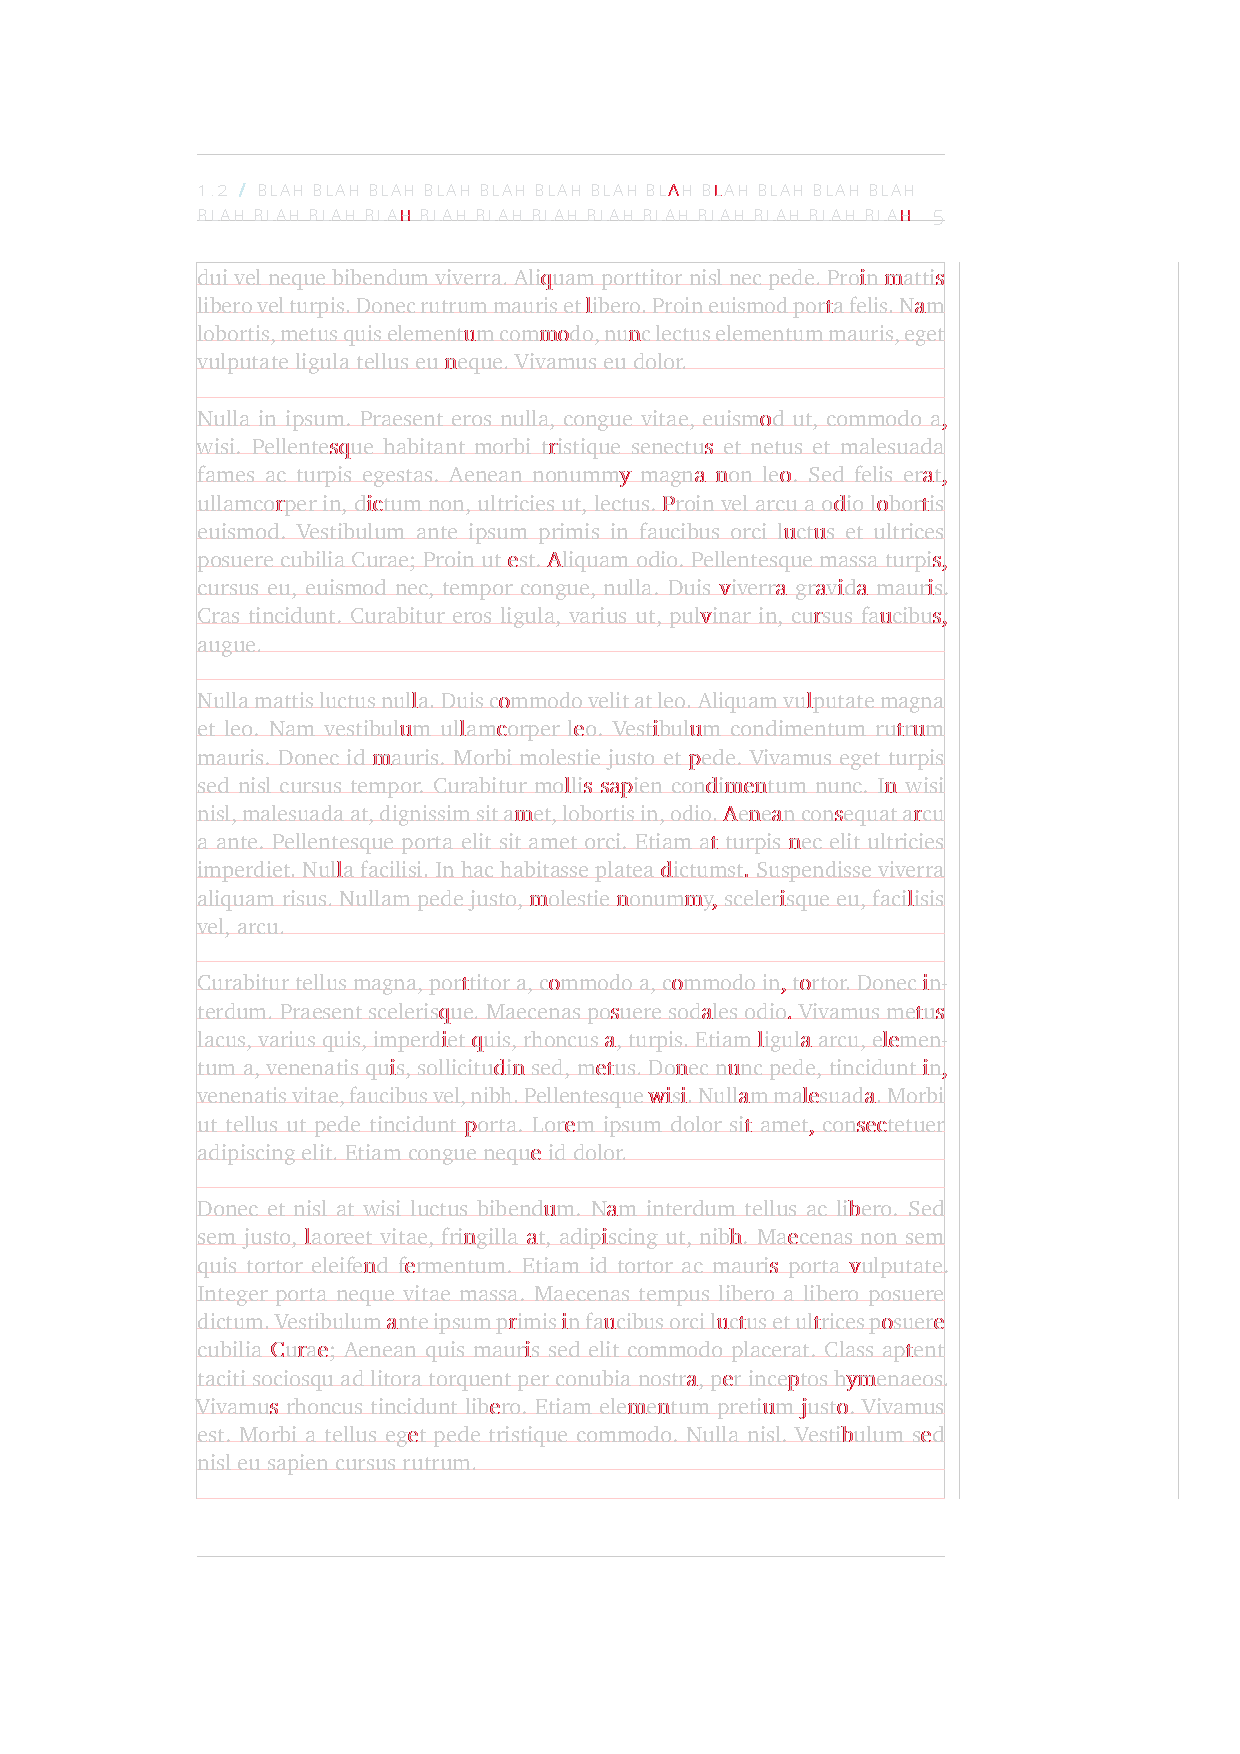 1.2 / BLAH BLAH BLAH BLAH BLAH BLAH BLAH BLAH BLAH BLAH BLAH BLAH
BLAH BLAH BLAH BLAH BLAH BLAH BLAH BLAH BLAH BLAH BLAH BLAH BLAH 5
dui vel neque bibendum viverra. Aliquam porttitor nisl nec pede. Proin mattis
libero vel turpis. Donec rutrum mauris et libero. Proin euismod porta felis. Nam
lobortis, metus quis elementum commodo, nunc lectus elementum mauris, eget
vulputate ligula tellus eu neque. Vivamus eu dolor.
Nulla in ipsum. Praesent eros nulla, congue vitae, euismod ut, commodo a,
wisi. Pellentesque habitant morbi tristique senectus et netus et malesuada
fames ac turpis egestas. Aenean nonummy magna non leo. Sed felis erat,
ullamcorper in, dictum non, ultricies ut, lectus. Proin vel arcu a odio lobortis
euismod. Vestibulum ante ipsum primis in faucibus orci luctus et ultrices
posuere cubilia Curae; Proin ut est. Aliquam odio. Pellentesque massa turpis,
cursus eu, euismod nec, tempor congue, nulla. Duis viverra gravida mauris.
Cras tincidunt. Curabitur eros ligula, varius ut, pulvinar in, cursus faucibus,
augue.
Nulla mattis luctus nulla. Duis commodo velit at leo. Aliquam vulputate magna
et leo. Nam vestibulum ullamcorper leo. Vestibulum condimentum rutrum
mauris. Donec id mauris. Morbi molestie justo et pede. Vivamus eget turpis
sed nisl cursus tempor. Curabitur mollis sapien condimentum nunc. In wisi
nisl, malesuada at, dignissim sit amet, lobortis in, odio. Aenean consequat arcu
a ante. Pellentesque porta elit sit amet orci. Etiam at turpis nec elit ultricies
imperdiet. Nulla facilisi. In hac habitasse platea dictumst. Suspendisse viverra
aliquam risus. Nullam pede justo, molestie nonummy, scelerisque eu, facilisis
vel, arcu.
Curabitur tellus magna, porttitor a, commodo a, commodo in, tortor. Donec in-
terdum. Praesent scelerisque. Maecenas posuere sodales odio. Vivamus metus
lacus, varius quis, imperdiet quis, rhoncus a, turpis. Etiam ligula arcu, elemen-
tum a, venenatis quis, sollicitudin sed, metus. Donec nunc pede, tincidunt in,
venenatis vitae, faucibus vel, nibh. Pellentesque wisi. Nullam malesuada. Morbi
ut tellus ut pede tincidunt porta. Lorem ipsum dolor sit amet, consectetuer
adipiscing elit. Etiam congue neque id dolor.
Donec et nisl at wisi luctus bibendum. Nam interdum tellus ac libero. Sed
sem justo, laoreet vitae, fringilla at, adipiscing ut, nibh. Maecenas non sem
quis tortor eleifend fermentum. Etiam id tortor ac mauris porta vulputate.
Integer porta neque vitae massa. Maecenas tempus libero a libero posuere
dictum. Vestibulum ante ipsum primis in faucibus orci luctus et ultrices posuere
cubilia Curae; Aenean quis mauris sed elit commodo placerat. Class aptent
taciti sociosqu ad litora torquent per conubia nostra, per inceptos hymenaeos.
Vivamus rhoncus tincidunt libero. Etiam elementum pretium justo. Vivamus
est. Morbi a tellus eget pede tristique commodo. Nulla nisl. Vestibulum sed
nisl eu sapien cursus rutrum.